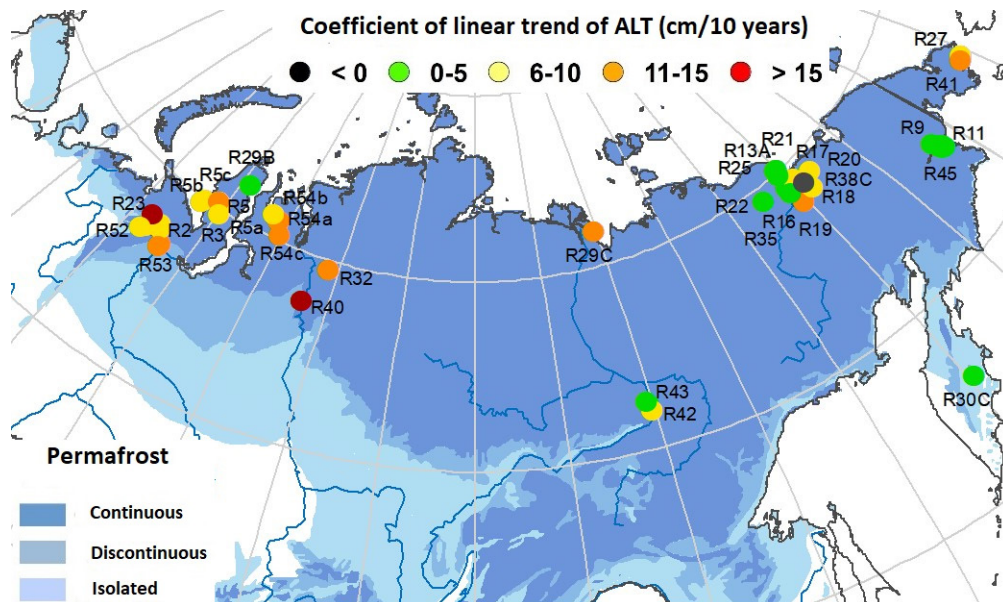 Coefficient of linear trend of ALT (cm/10 years)
< 0 0-5 6-10 11-15 > 15
R27
R41
R9
R11
R45
R21
R13A
R17
R25
R20
R38C
R18
R22
R16
R19
R35
R29B
R5c
R5b
R54b
R23
R5
R54a
R52
R2
R3
R5a
R53
R54c
R32
R29C
R40
R43
R42
R30C
Permafrost
Continuous
Discontinuous
Isolated